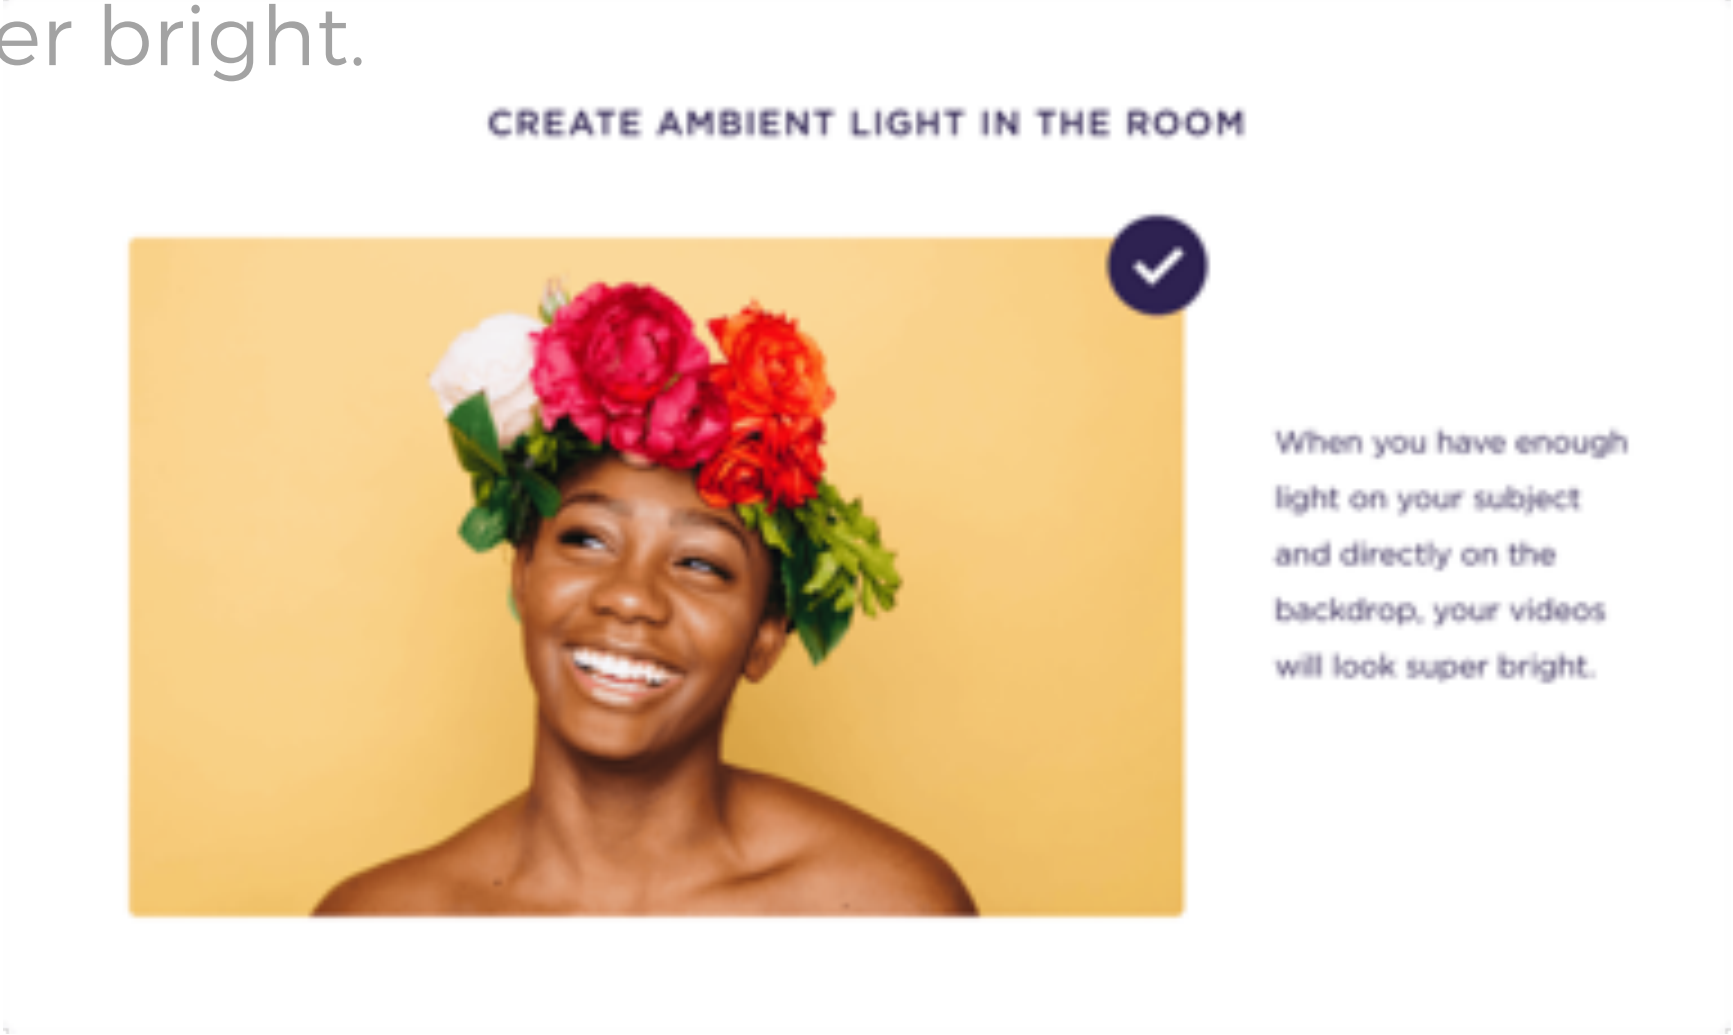 er bright.
CREATE AMBIENT LIGHT IN THE ROOM
When you have enough
light on your subject
and directly on the
backdrop, your videos
will look super bright.